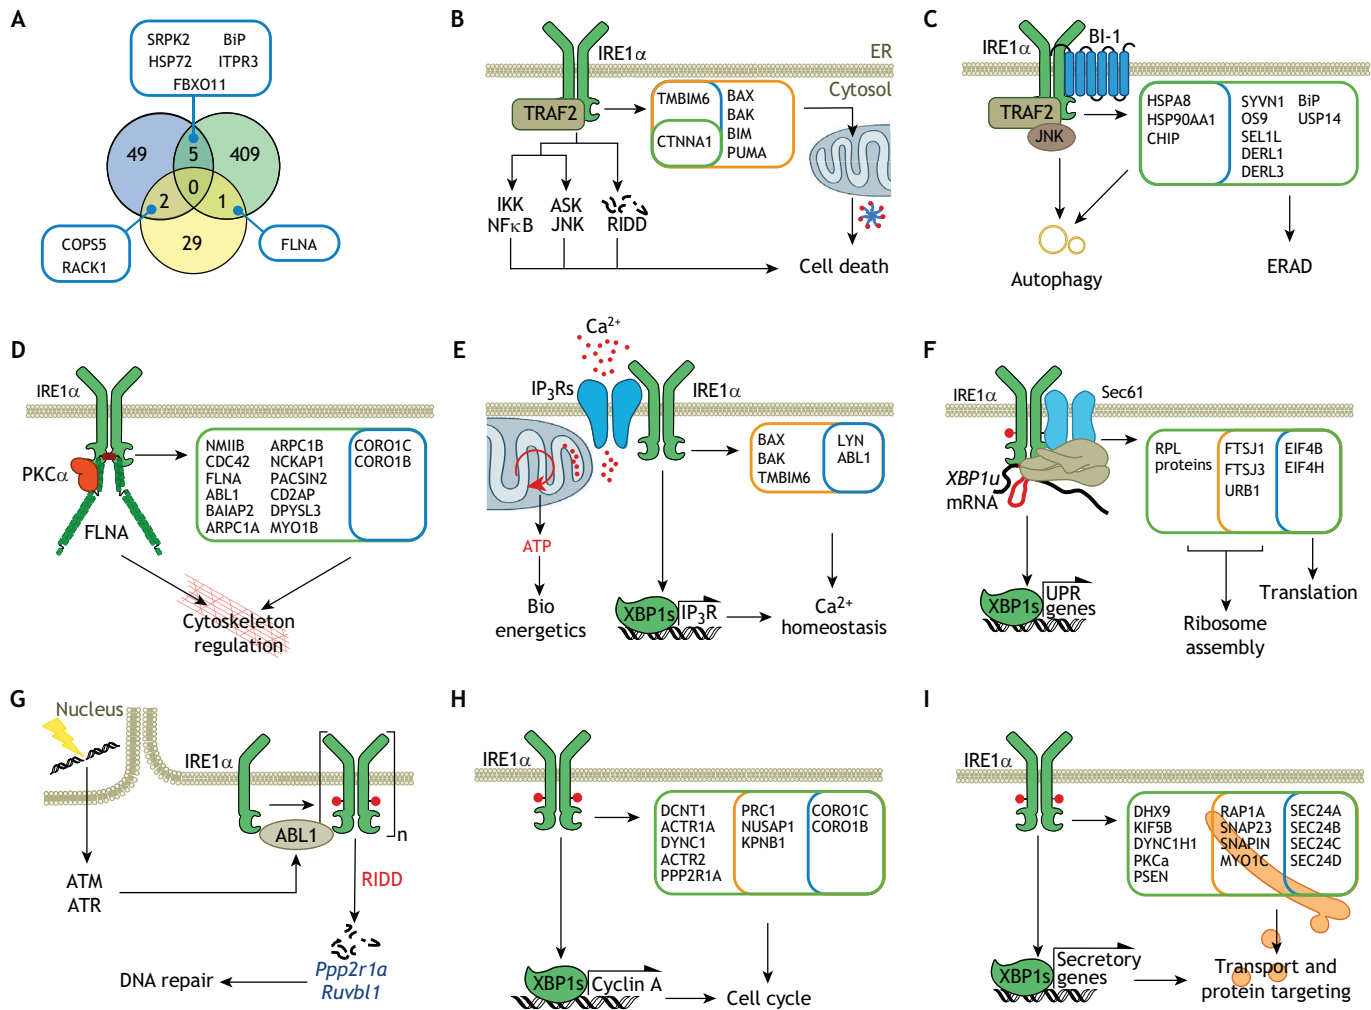 A
SRPK2 BiP
HSP72 ITPR3
FBXO11
49
5
409
0
2
1
29
COPS5
RACK1
FLNA
B
IRE1α
ER
Cytosol
TRAF2
TMBIM6
CTNNA1
BAX
BAK
BIM
PUMA
IKK
NFκB
ASK
JNK
RIDD
Cell death
C
IRE1α
BI-1
TRAF2
JNK
HSPA8
HSP90AA1
CHIP
SYVN1
OS9
SEL1L
DERL1
DERL3
BiP
USP14
Autophagy
ERAD
D
IRE1α
PKCα
FLNA
NMIIB
CDC42
FLNA
ABL1
BAIAP2
ARPC1A
ARPC1B
NCKAP1
PACSIN2
CD2AP
DPYSL3
MYO1B
CORO1C
CORO1B
Cytoskeleton
regulation
E
Ca2+
IP3Rs
IRE1α
BAX
BAK
TMBIM6
LYN
ABL1
ATP
Bio
energetics
XBP1s
IP3R
Ca2+
homeostasis
F
IRE1α
Sec61
XBP1u
mRNA
RPL
proteins
FTSJ1
FTSJ3
URB1
EIF4B
EIF4H
XBP1s
UPR
genes
Translation
Ribosome
assembly
G
Nucleus
IRE1α
ABL1
n
ATM
ATR
RIDD
Ppp2r1a
Ruvbl1
DNA repair
H
IRE1α
DCNT1
ACTR1A
DYNC1
ACTR2
PPP2R1A
PRC1
NUSAP1
KPNB1
CORO1C
CORO1B
XBP1s
Cyclin A
Cell cycle
I
IRE1α
DHX9
KIF5B
DYNC1H1
PKCa
PSEN
RAP1A
SNAP23
SNAPIN
MYO1C
SEC24A
SEC24B
SEC24C
SEC24D
XBP1s
Secretory
genes
Transport and
protein targeting